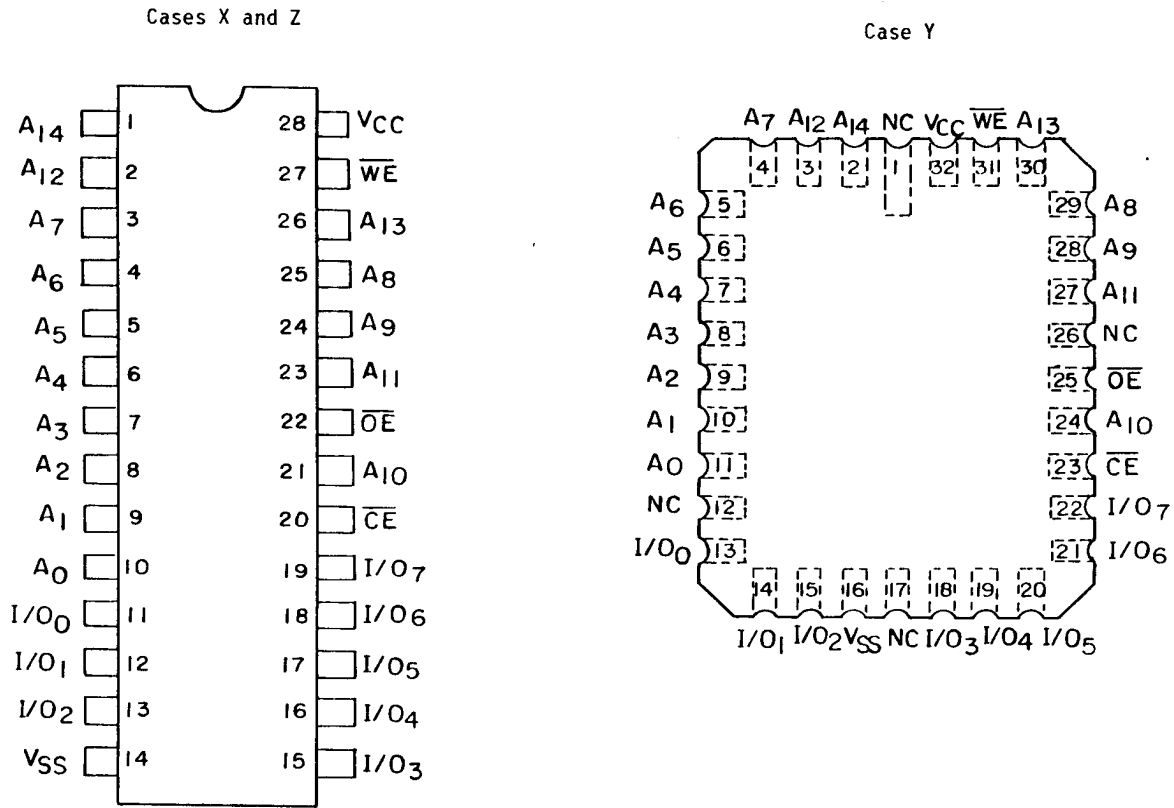 Cases X and Z
A14 1 28 VCC
A12 2 27 WE
A7 3 26 A13
A6 4 25 A8
A5 5 24 A9
A4 6 23 A11
A3 7 22 OE
A2 8 21 A10
A1 9 20 CE
A0 10 19 I/O7
I/O0 11 18 I/O6
I/O1 12 17 I/O5
I/O2 13 16 I/O4
VSS 14 15 I/O3
Case Y
A7 A12 A14 NC VCC WE A13
4 3 2 1 32 31 30
A6 5 29 A8
A5 6 28 A9
A4 7 27 A11
A3 8 26 NC
A2 9 25 OE
A1 10 24 A10
A0 11 23 CE
NC 12 22 I/O7
I/O0 13 21 I/O6
14 15 16 17 18 19 20
I/O1 I/O2 VSS NC I/O3 I/O4 I/O5